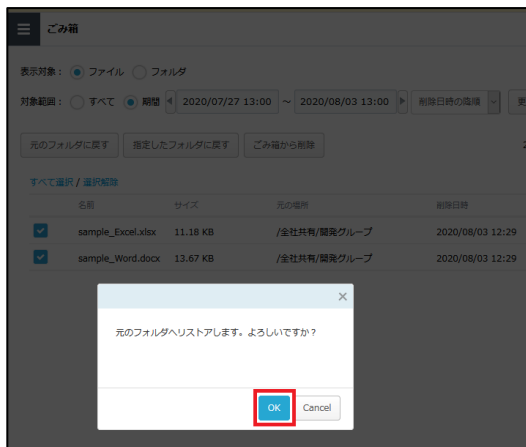 ごみ箱
表示対象： ファイル フォルダ
対象範囲： すべて 期間 2020/07/27 13:00 ～ 2020/08/03 13:00 削除日時の降順 更
元のフォルダに戻す 指定したフォルダに戻す ごみ箱から削除 2
すべて選択 / 選択解除
名前 サイズ 元の場所 削除日時
sample_Excel.xlsx 11.18 KB /全社共有/開発グループ 2020/08/03 12:29
sample_Word.docx 13.67 KB /全社共有/開発グループ 2020/08/03 12:29
元のフォルダへリストアします。よろしいですか？
OK Cancel